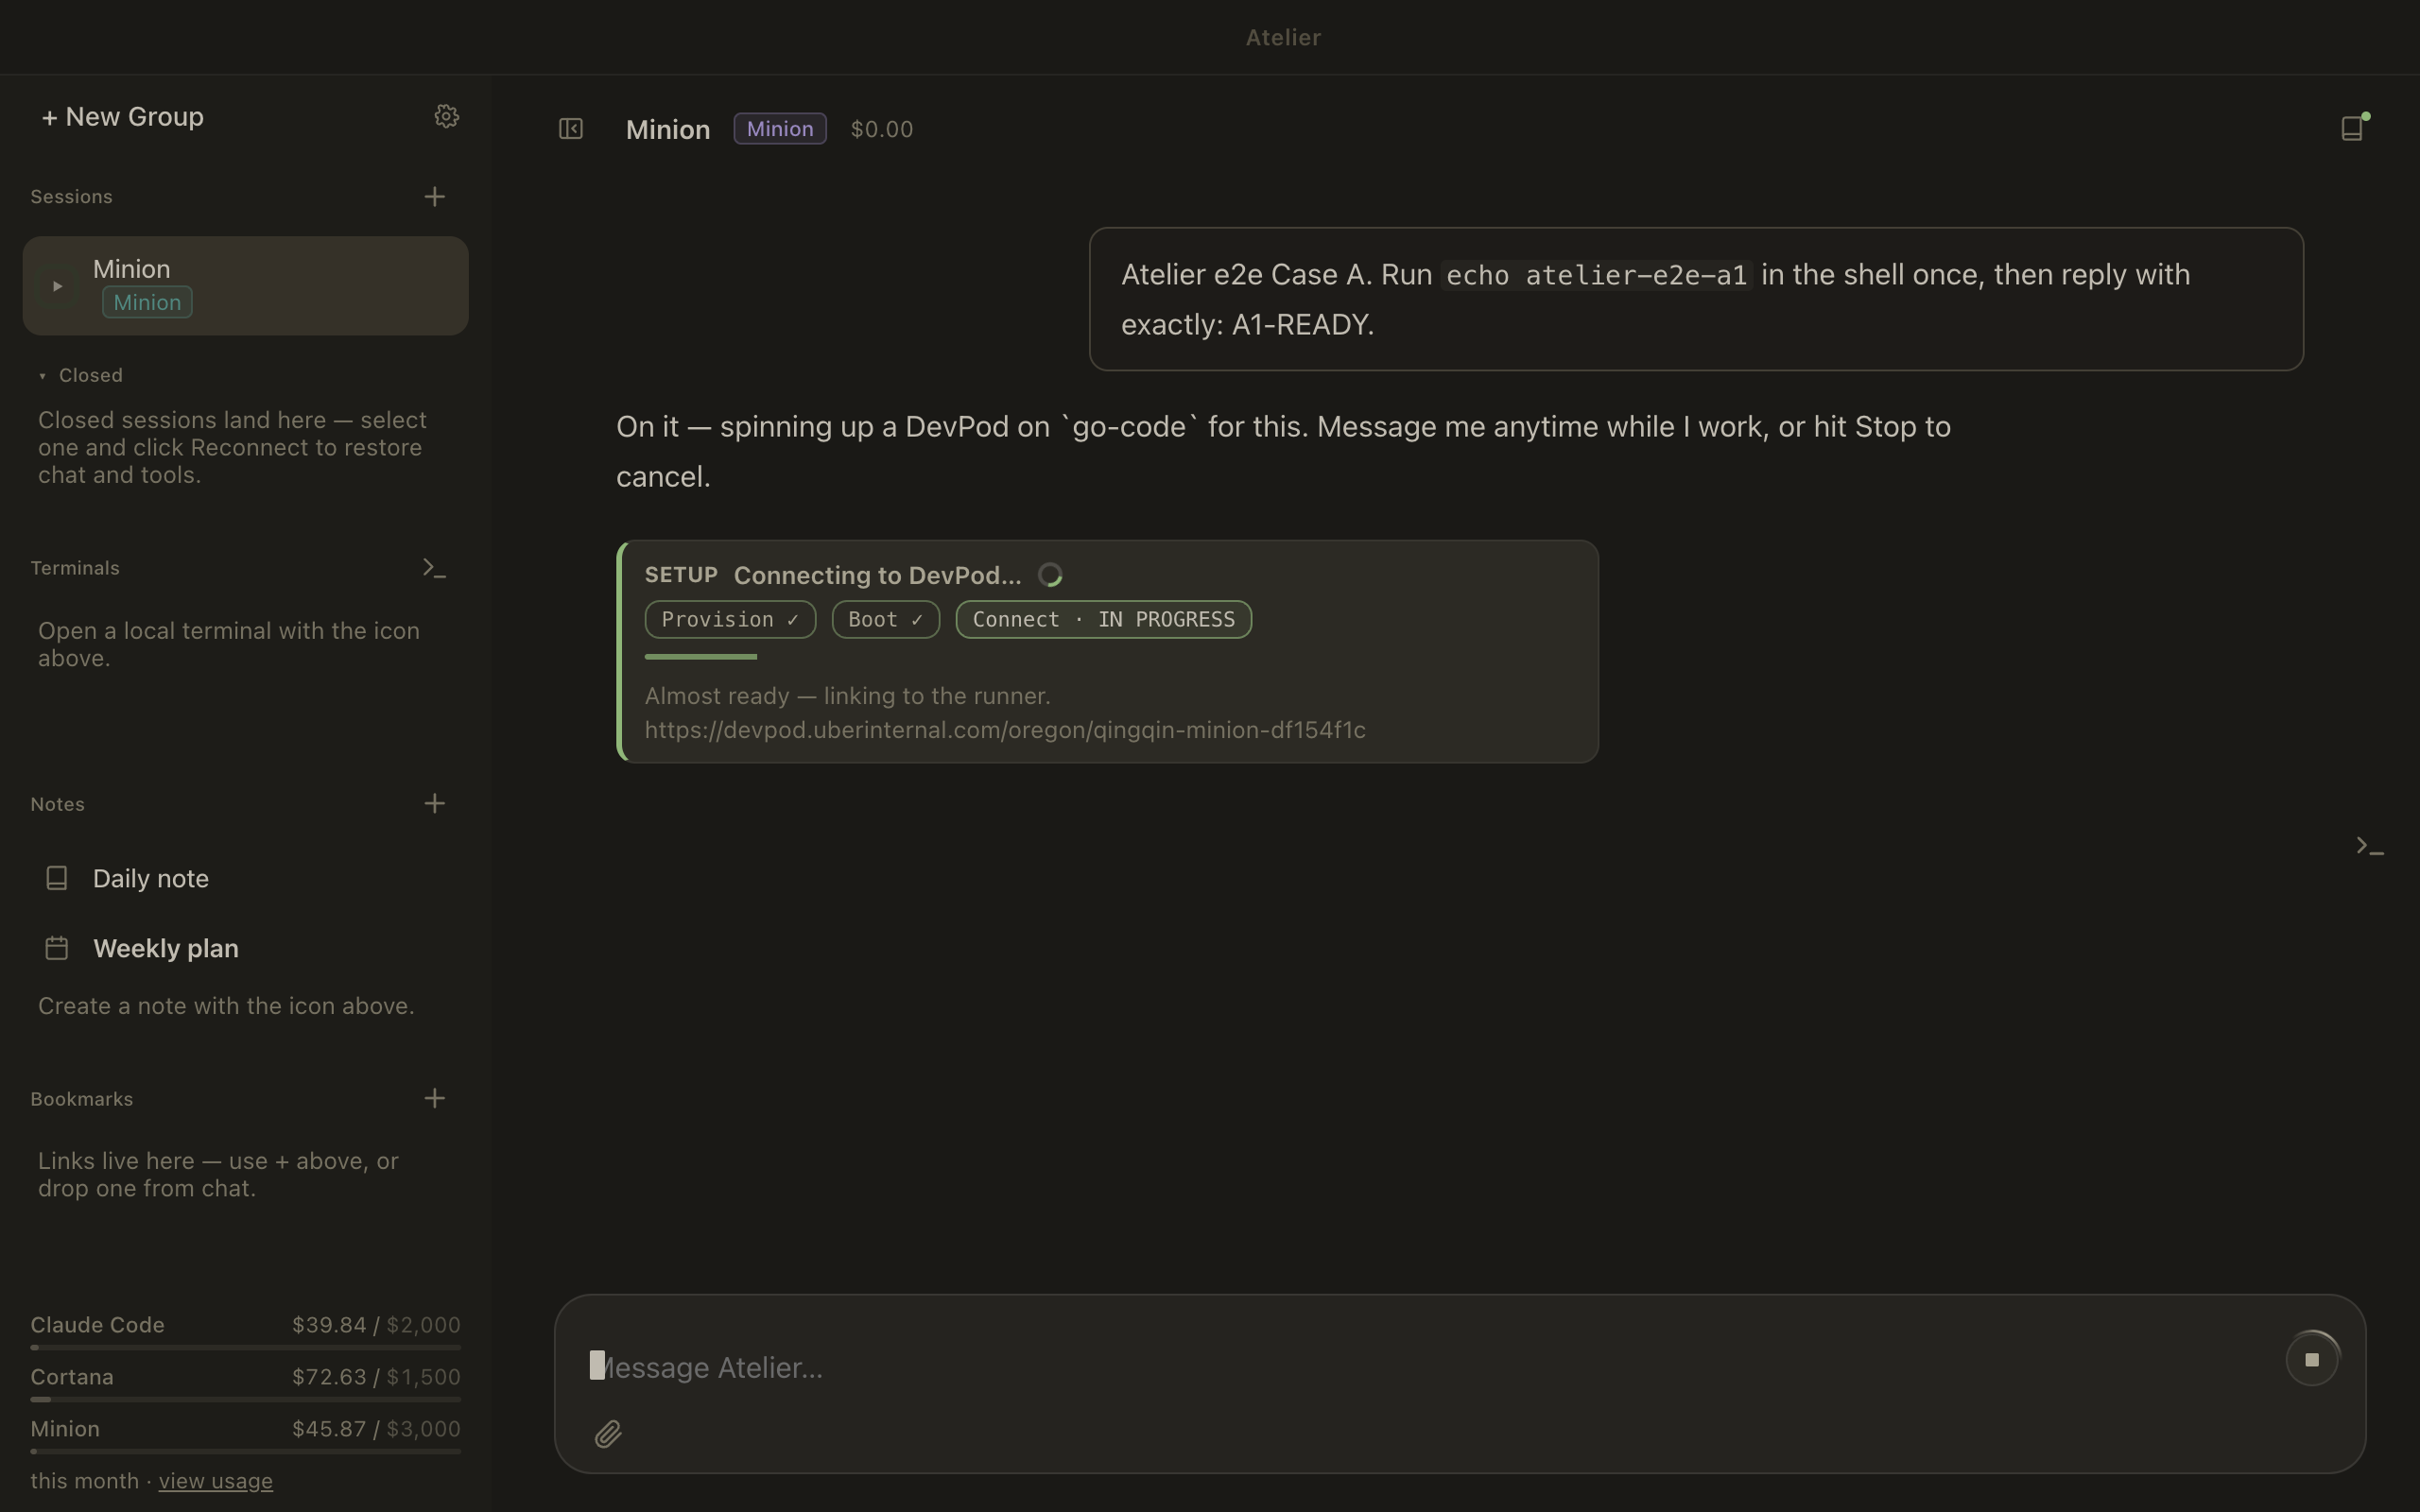 Atelier
+ New Group
Sessions
Minion
Minion
▾ Closed
Closed sessions land here — select
one and click Reconnect to restore
chat and tools.
Terminals
Open a local terminal with the icon
above.
Notes
Daily note
Weekly plan
Create a note with the icon above.
Bookmarks
Links live here — use + above, or
drop one from chat.
Claude Code $39.84 / $2,000
Cortana $72.63 / $1,500
Minion $45.87 / $3,000
this month · view usage
Minion Minion $0.00
Atelier e2e Case A. Run echo atelier-e2e-a1 in the shell once, then reply with
exactly: A1-READY.
On it — spinning up a DevPod on `go-code` for this. Message me anytime while I work, or hit Stop to
cancel.
SETUP Connecting to DevPod...
Provision ✓ Boot ✓ Connect · IN PROGRESS
Almost ready — linking to the runner.
https://devpod.uberinternal.com/oregon/qingqin-minion-df154f1c
Message Atelier...